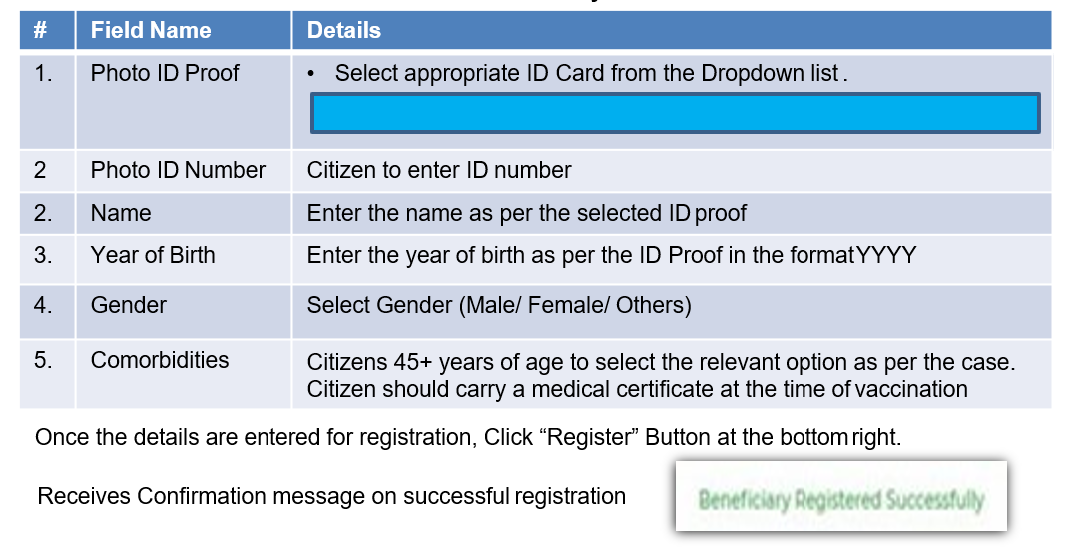 # Field Name Details
1. Photo ID Proof • Select appropriate ID Card from the Dropdown list .
2 Photo ID Number Citizen to enter ID number
2. Name Enter the name as per the selected ID proof
3. Year of Birth Enter the year of birth as per the ID Proof in the format YYYY
4. Gender Select Gender (Male/ Female/ Others)
5. Comorbidities Citizens 45+ years of age to select the relevant option as per the case.
Citizen should carry a medical certificate at the time of vaccination
Once the details are entered for registration, Click “Register” Button at the bottom right.
Receives Confirmation message on successful registration
Beneficiary Registered Successfully